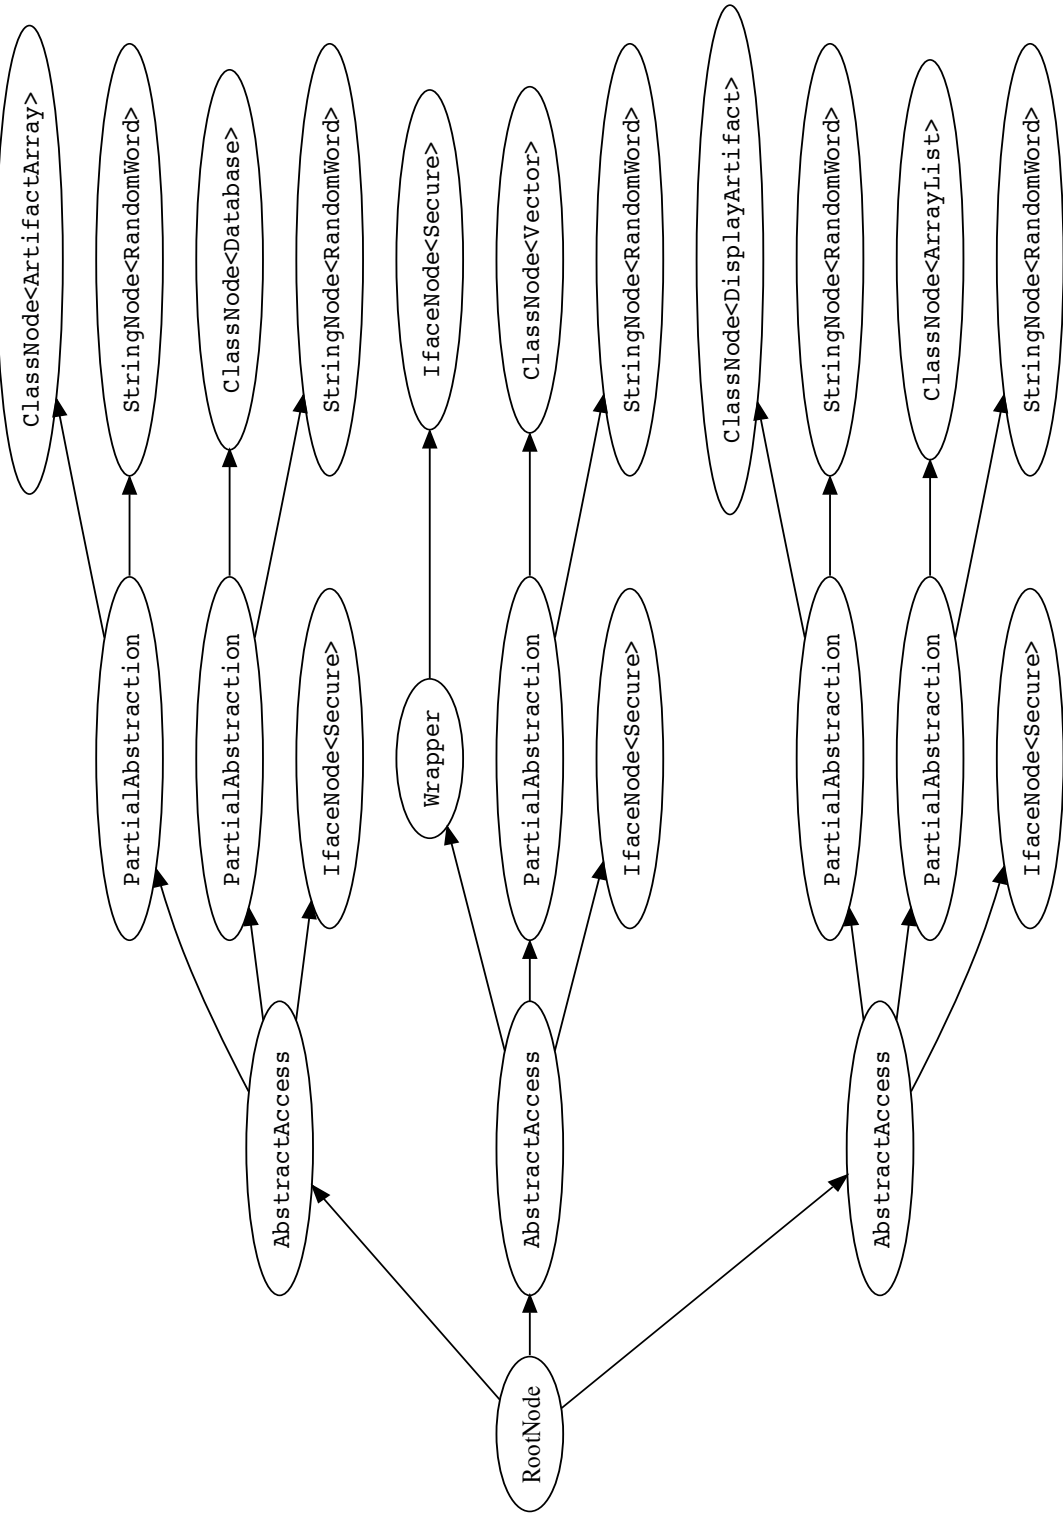 ClassNode<ArtifactArray>
PartialAbstraction
StringNode<RandomWord>
PartialAbstraction
ClassNode<Database>
AbstractAccess
IfaceNode<Secure>
StringNode<RandomWord>
Wrapper
IfaceNode<Secure>
RootNode
AbstractAccess
PartialAbstraction
ClassNode<Vector>
IfaceNode<Secure>
StringNode<RandomWord>
ClassNode<DisplayArtifact>
PartialAbstraction
StringNode<RandomWord>
AbstractAccess
PartialAbstraction
ClassNode<ArrayList>
IfaceNode<Secure>
StringNode<RandomWord>